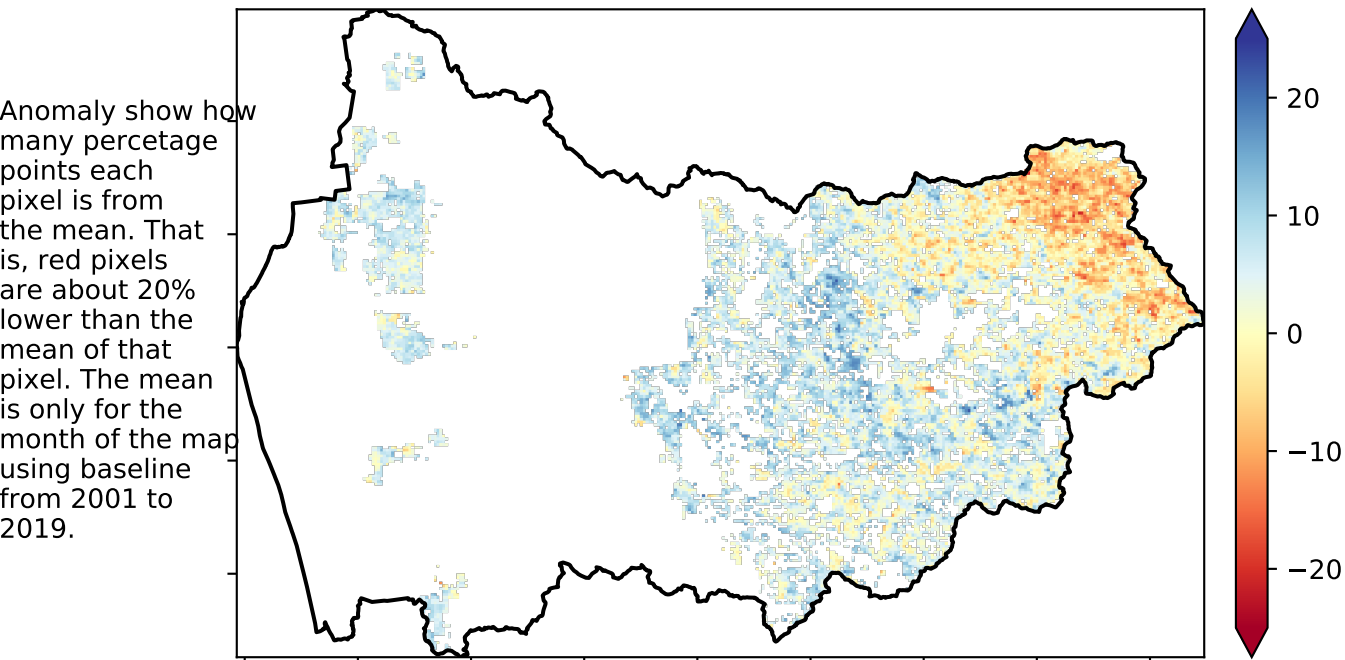 Anomaly show how
many percetage
points each
pixel is from
the mean. That
is, red pixels
are about 20%
lower than the
mean of that
pixel. The mean
is only for the
month of the map
using baseline
from 2001 to
2019.
20
10
0
−10
−20